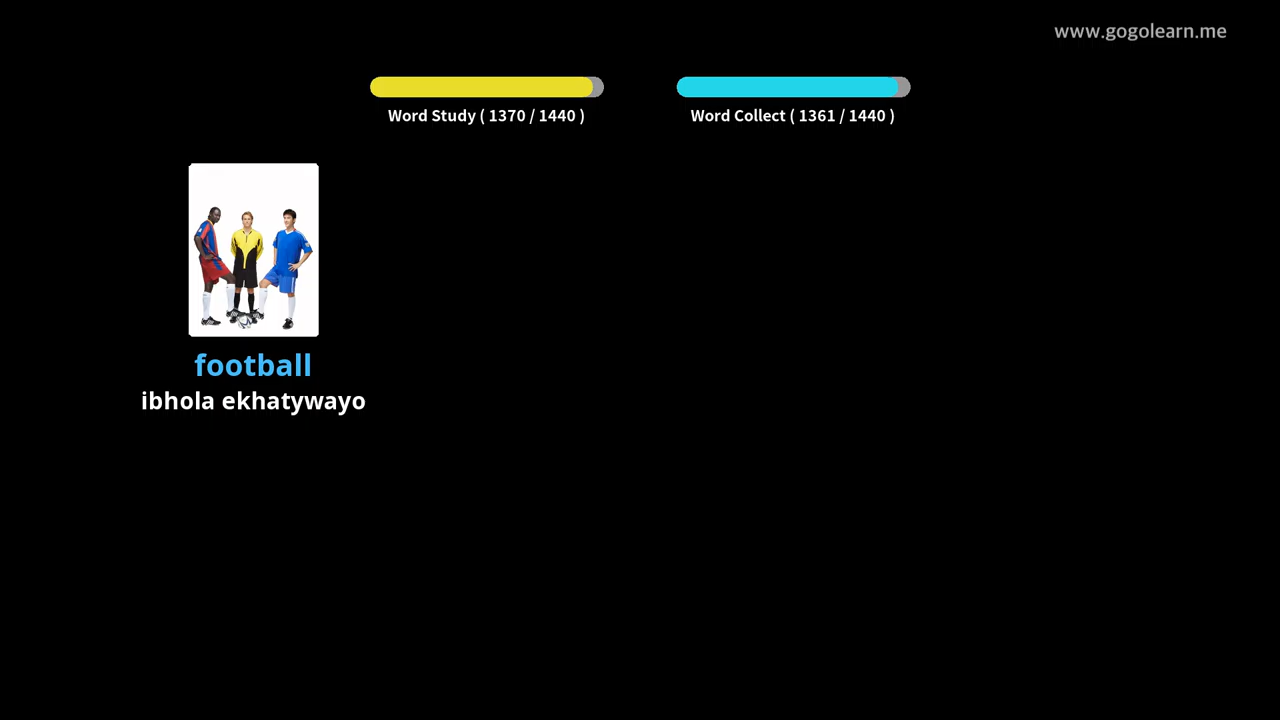 www.gogolearn.me
Word Study ( 1370 / 1440 )
Word Collect ( 1361 / 1440 )
football
ibhola ekhatywayo